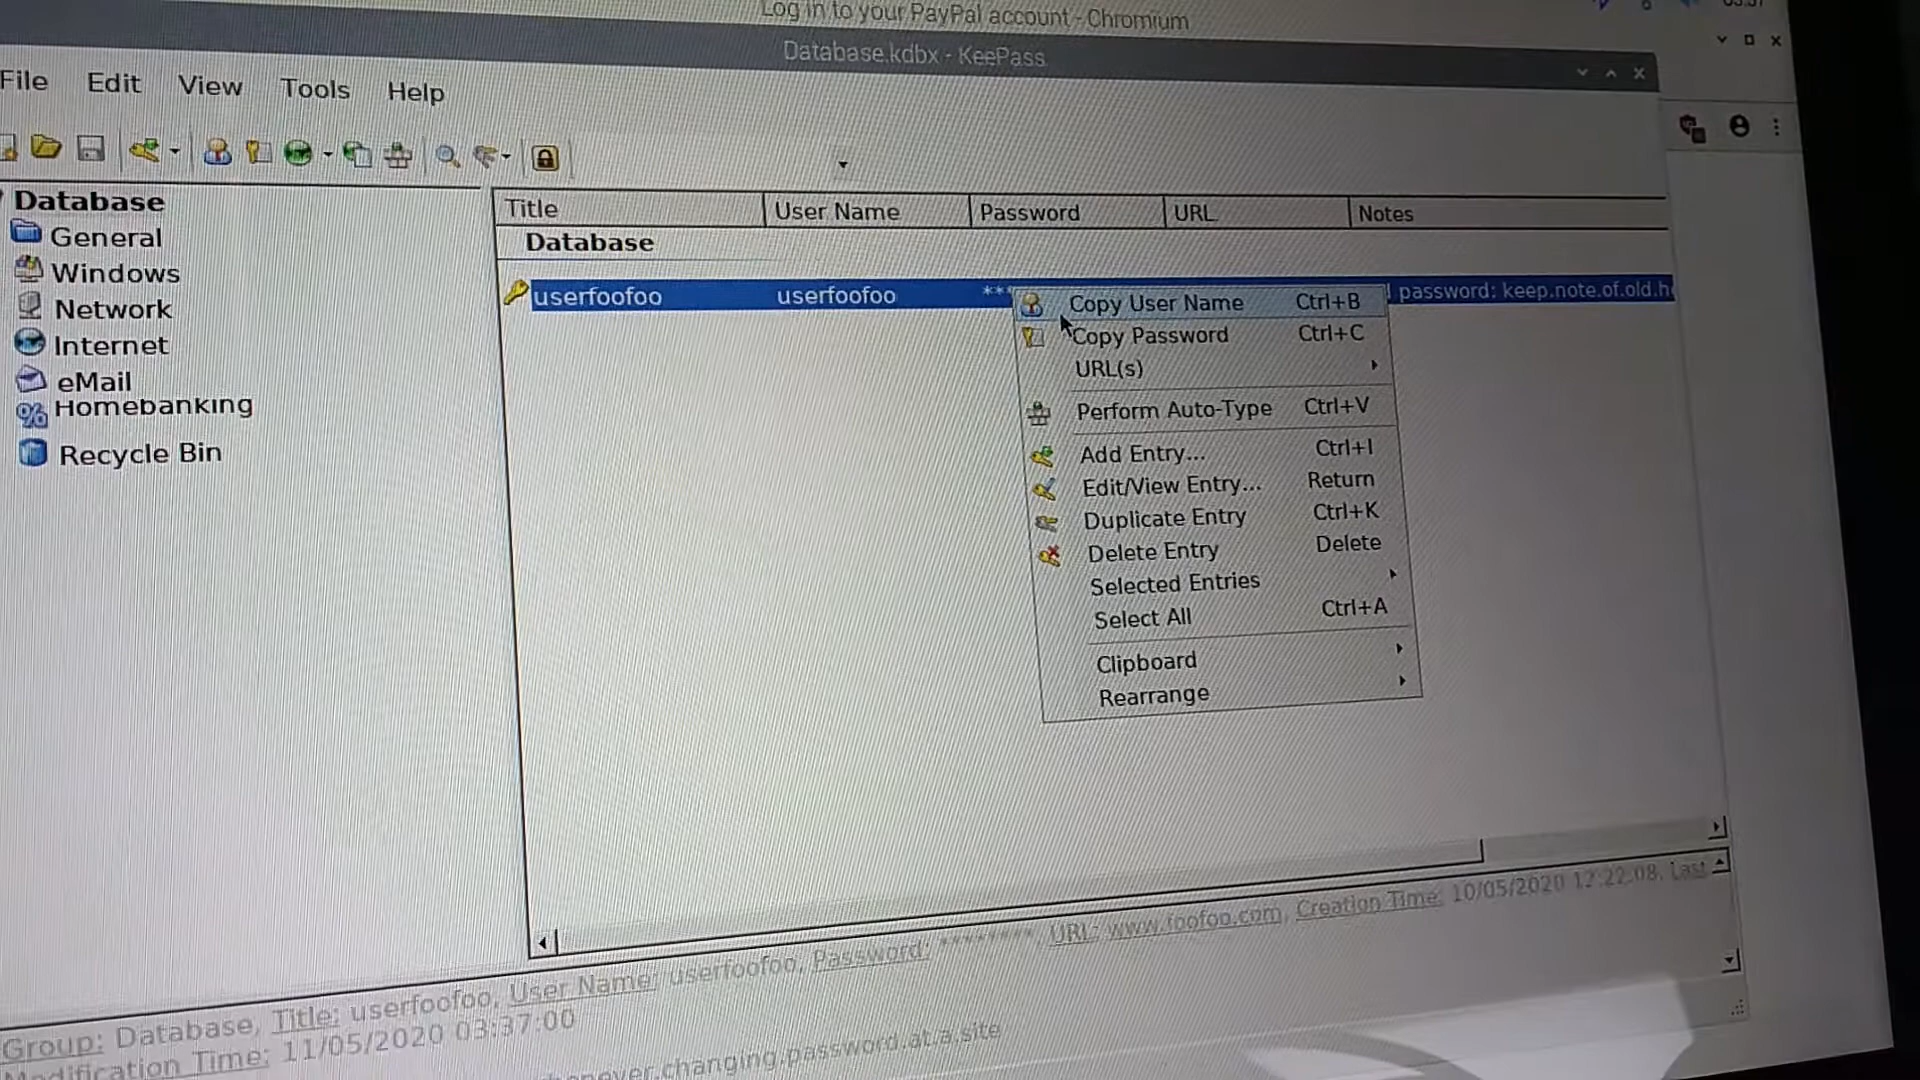 Log in to your PayPal account - Chromium
Database.kdbx - KeePass
File Edit View Tools Help
Database
General
Windows
Network
Internet
eMail
Homebanking
Recycle Bin
Title User Name Password URL Notes
Database
userfoofoo userfoofoo *** password: keep.note.of.old.
Copy User Name Ctrl+B
Copy Password Ctrl+C
URL(s)
Perform Auto-Type Ctrl+V
Add Entry... Ctrl+I
Edit/View Entry... Return
Duplicate Entry Ctrl+K
Delete Entry Delete
Selected Entries
Select All Ctrl+A
Clipboard
Rearrange
Group: Database, Title: userfoofoo, User Name: userfoofoo, Password: ********, URL: www.foofoo.com, Creation Time: 10/05/2020 12:22:08, Last
Modification Time: 11/05/2020 03:37:00
changing.password.at.a.site